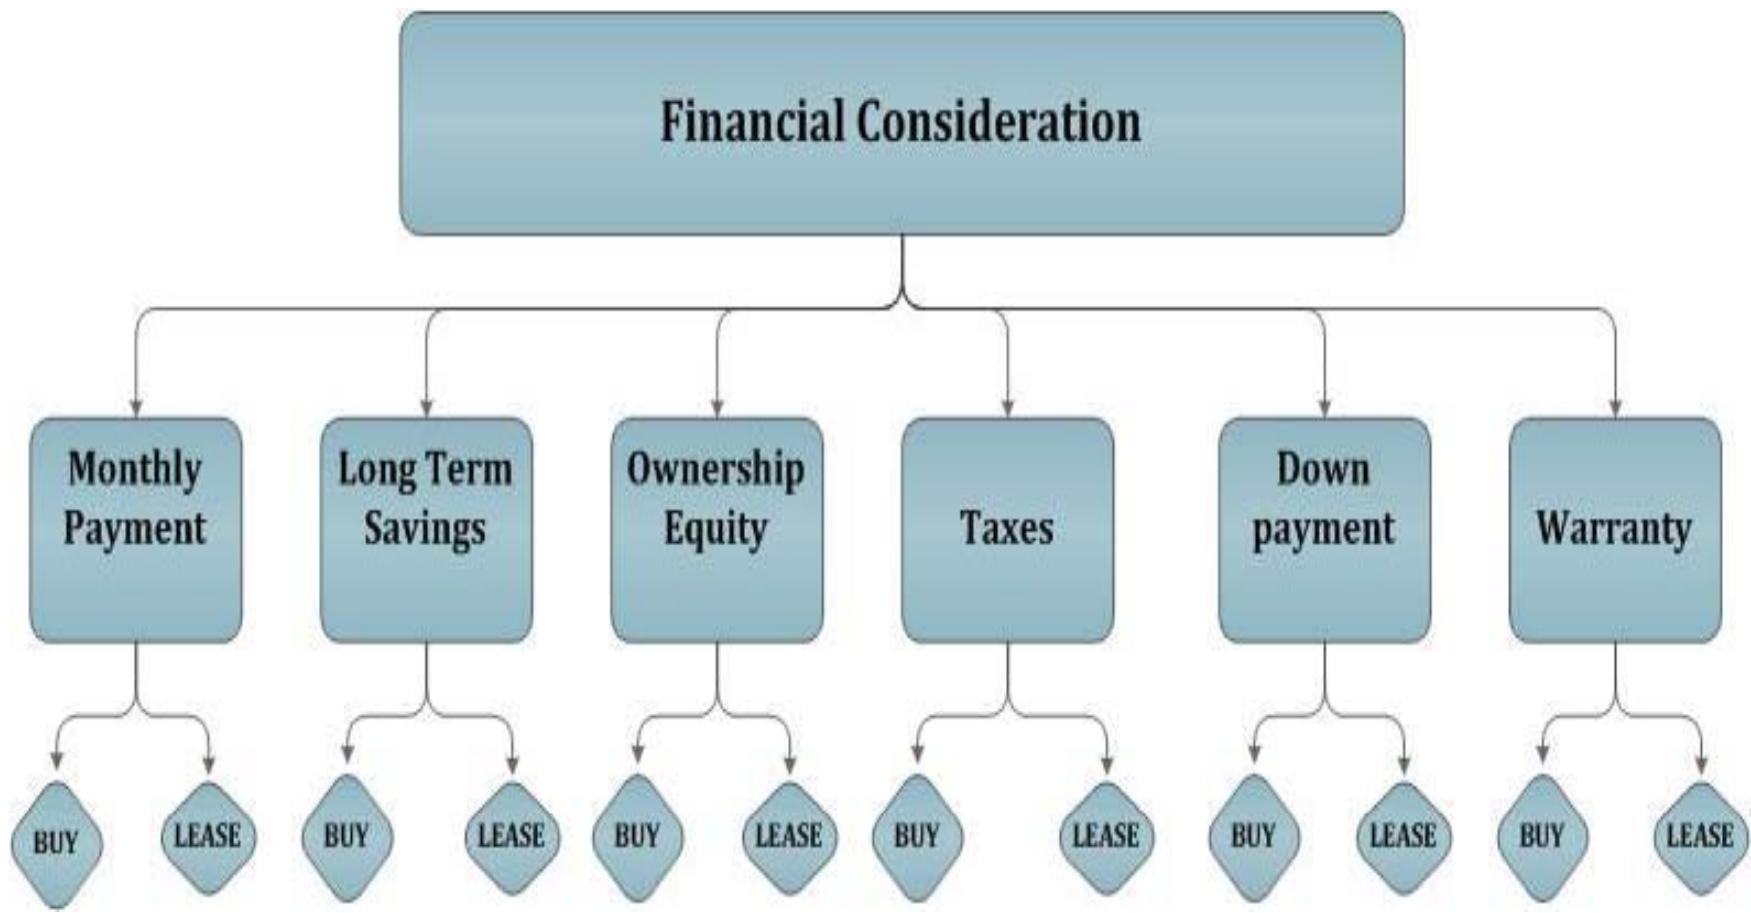 Financial Consideration
Monthly
Payment
Long Term
Savings
Ownership
Equity
Taxes
Down
payment
Warranty
BUY
LEASE
BUY
LEASE
BUY
LEASE
BUY
LEASE
BUY
LEASE
BUY
LEASE